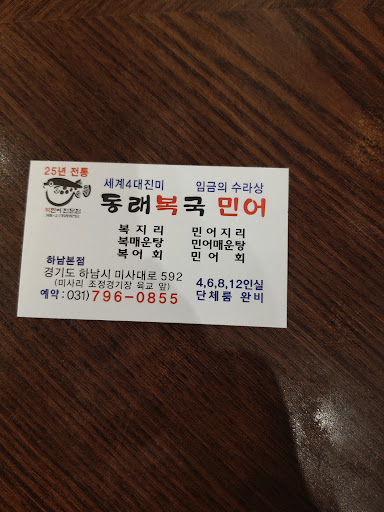 25년 전통
세계4대진미 임금의 수라상
동래복국 민어
복지리 민어지리
복매운탕 민어매운탕
복어회 민어회
하남본점
경기도 하남시 미사대로 592
(미사리 조정경기장 육교 앞)
예약: 031) 796-0855
4,6,8,12인실
단체룸 완비